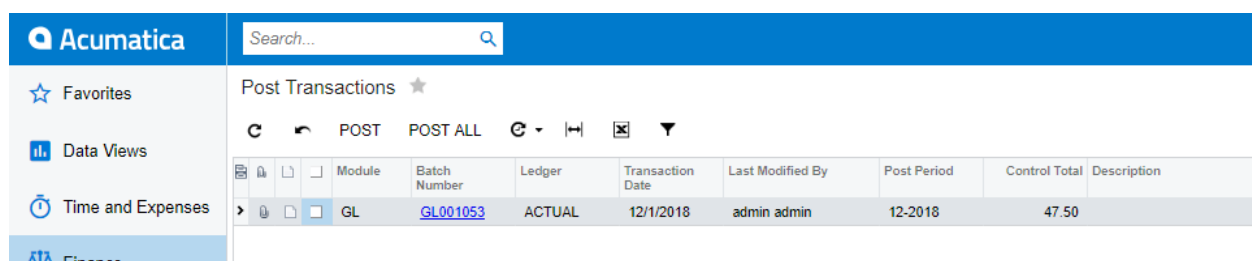 Acumatica
Search...
Favorites
Post Transactions
POST POST ALL
Data Views
Module Batch Number Ledger Transaction Date Last Modified By Post Period Control Total Description
Time and Expenses
GL GL001053 ACTUAL 12/1/2018 admin admin 12-2018 47.50
Finance